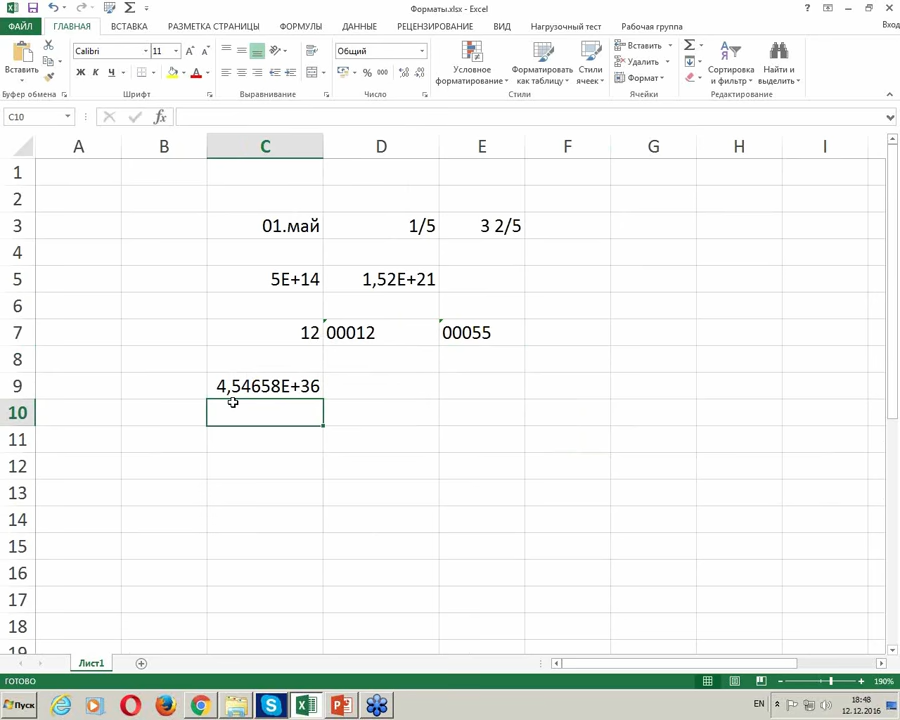 Форматы.xlsx - Excel
ФАЙЛ ГЛАВНАЯ ВСТАВКА РАЗМЕТКА СТРАНИЦЫ ФОРМУЛЫ ДАННЫЕ РЕЦЕНЗИРОВАНИЕ ВИД Нагрузочный тест Рабочая группа Вход
Вставить Calibri 11 Общий Условное форматирование Форматировать как таблицу Стили ячеек Вставить Удалить Формат Сортировка и фильтр Найти и выделить
Ж К Ч
Буфер обмена Шрифт Выравнивание Число Стили Ячейки Редактирование
C10 fx
A B C D E F G H I
1
2
3 01.май 1/5 3 2/5
4
5 5E+14 1,52E+21
6
7 12 00012 00055
8
9 4,54658E+36
10
11
12
13
14
15
16
17
18
19
Лист1
ГОТОВО 190%
Пуск EN 18:48
12.12.2016